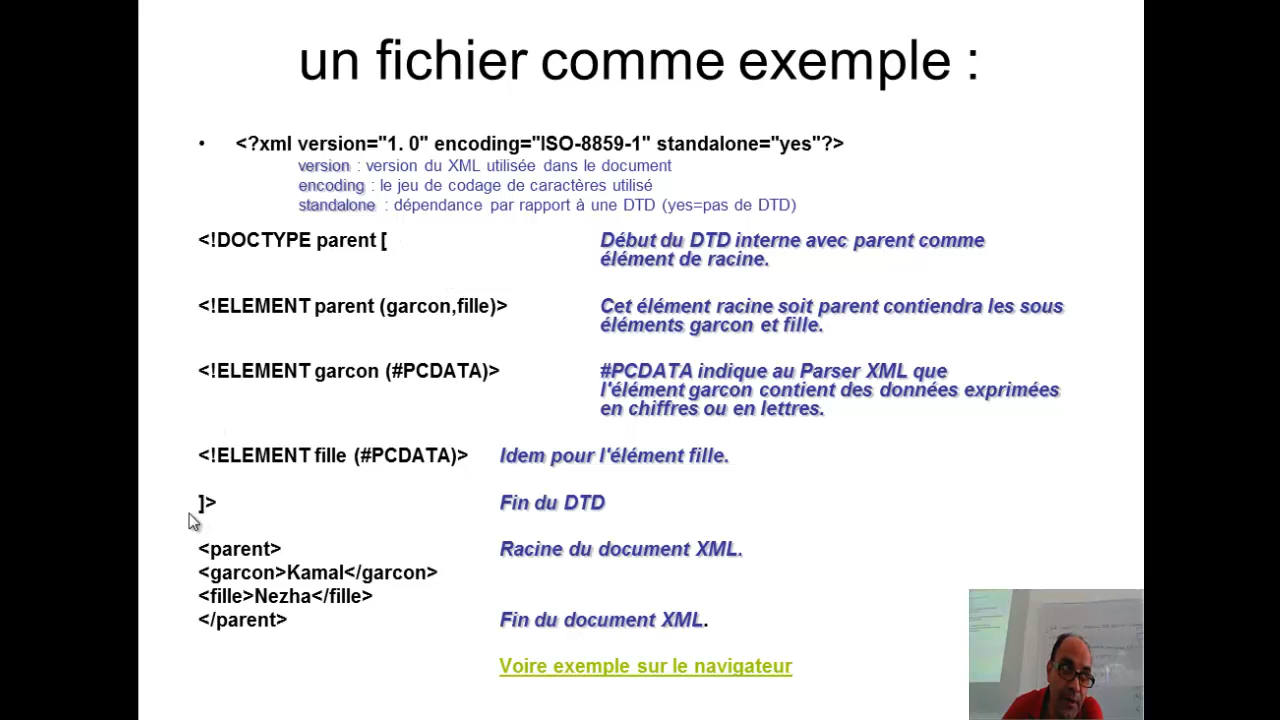 un fichier comme exemple :
• <?xml version="1. 0" encoding="ISO-8859-1" standalone="yes"?>
version : version du XML utilisée dans le document
encoding : le jeu de codage de caractères utilisé
standalone : dépendance par rapport à une DTD (yes=pas de DTD)
<!DOCTYPE parent [ Début du DTD interne avec parent comme
élément de racine.
<!ELEMENT parent (garcon,fille)> Cet élément racine soit parent contiendra les sous
éléments garcon et fille.
<!ELEMENT garcon (#PCDATA)> #PCDATA indique au Parser XML que
l'élément garcon contient des données exprimées
en chiffres ou en lettres.
<!ELEMENT fille (#PCDATA)> Idem pour l'élément fille.
]> Fin du DTD
<parent> Racine du document XML.
<garcon>Kamal</garcon>
<fille>Nezha</fille>
</parent> Fin du document XML.
Voire exemple sur le navigateur